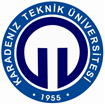 KARADENİZ TEKNİK ÜNİVERSİTESİ
• 1955 •